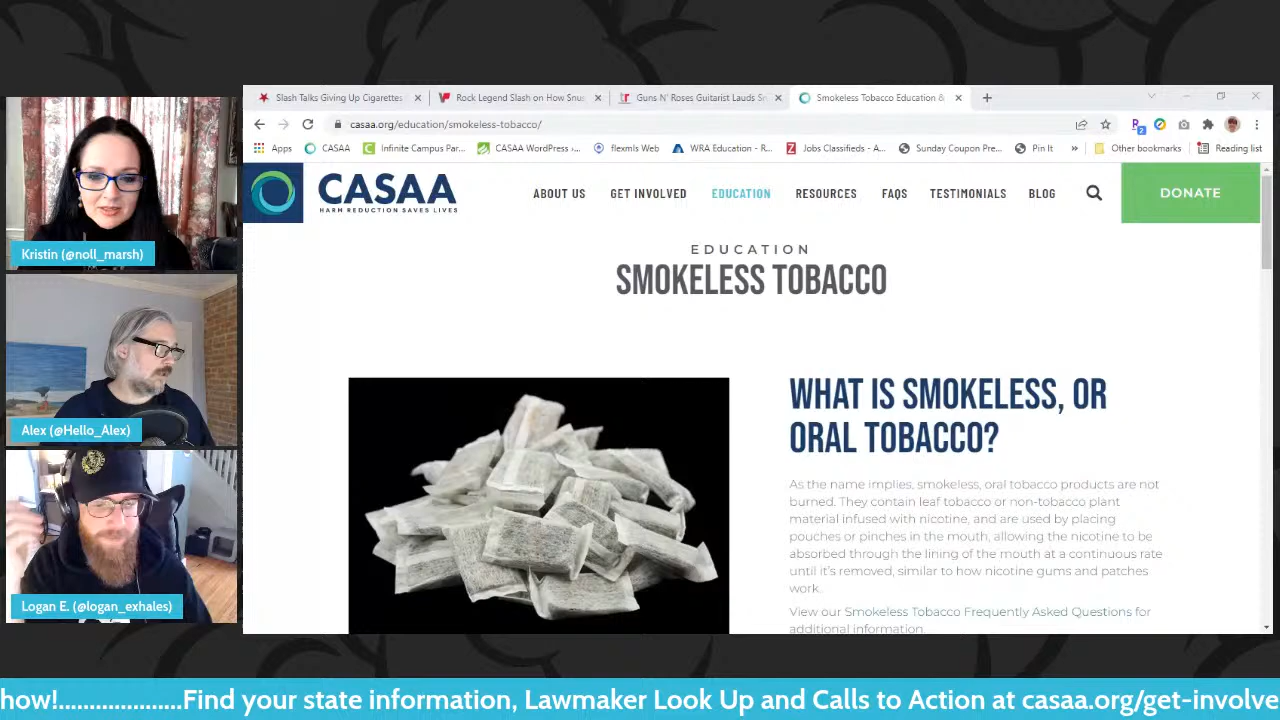 Kristin (@noll_marsh)
Alex (@Hello_Alex)
Logan E. (@logan_exhales)
Slash Talks Giving Up Cigarettes
Rock Legend Slash on How Snus
Guns N' Roses Guitarist Lauds Sn
Smokeless Tobacco Education &
casaa.org/education/smokeless-tobacco/
Apps
CASAA
Infinite Campus Par...
CASAA WordPress ‹...
flexmls Web
WRA Education - R...
Jobs Classifieds - A...
Sunday Coupon Pre...
Pin It
»
Other bookmarks
Reading list
CASAA
HARM REDUCTION SAVES LIVES
ABOUT US
GET INVOLVED
EDUCATION
RESOURCES
FAQS
TESTIMONIALS
BLOG
DONATE
EDUCATION
SMOKELESS TOBACCO
WHAT IS SMOKELESS, OR
ORAL TOBACCO?
As the name implies, smokeless, oral tobacco products are not
burned. They contain leaf tobacco or non-tobacco plant
material infused with nicotine, and are used by placing
pouches or pinches in the mouth, allowing the nicotine to be
absorbed through the lining of the mouth at a continuous rate
until it's removed, similar to how nicotine gums and patches
work.
View our Smokeless Tobacco Frequently Asked Questions for
additional information.
how!....................Find your state information, Lawmaker Look Up and Calls to Action at casaa.org/get-involve